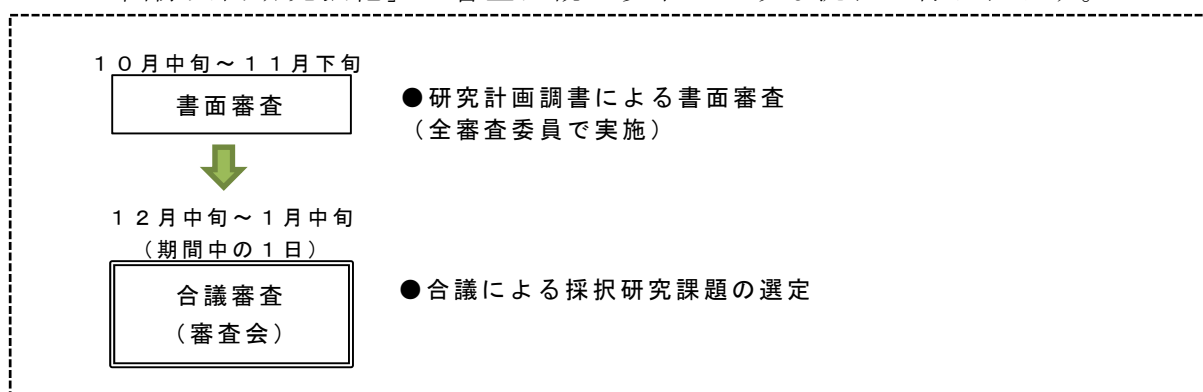 １０月中旬～１１月下旬
書面審査
●研究計画調書による書面審査
（全審査委員で実施）
１２月中旬～１月中旬
（期間中の１日）
合議審査
（審査会）
●合議による採択研究課題の選定